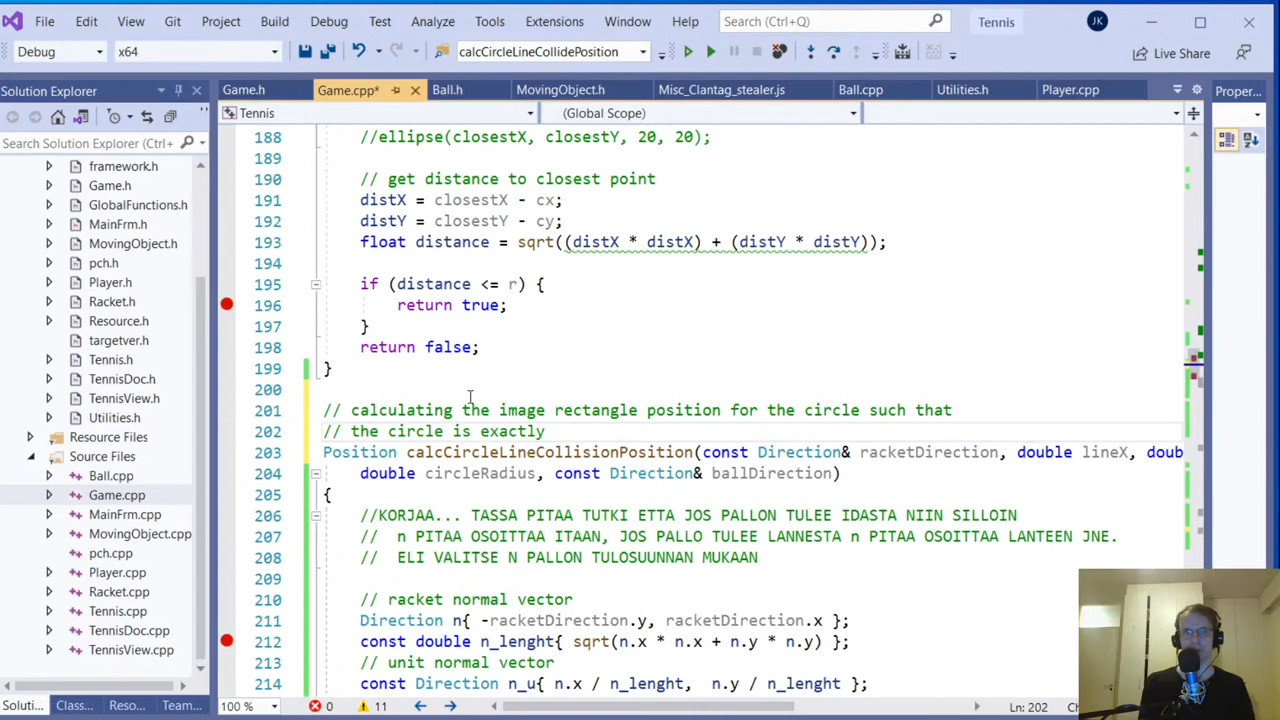 File Edit View Git Project Build Debug Test Analyze Tools Extensions Window Help Search (Ctrl+Q) Tennis JK
Debug x64 calcCircleLineCollidePosition Live Share
Solution Explorer Game.h Game.cpp* Ball.h MovingObject.h Misc_Clantag_stealer.js Ball.cpp Utilities.h Player.cpp Proper...
Tennis (Global Scope)
Search Solution Explorer (Ctrl+
framework.h
Game.h
GlobalFunctions.h
MainFrm.h
MovingObject.h
pch.h
Player.h
Racket.h
Resource.h
targetver.h
Tennis.h
TennisDoc.h
TennisView.h
Utilities.h
Resource Files
Source Files
Ball.cpp
Game.cpp
MainFrm.cpp
MovingObject.cpp
pch.cpp
Player.cpp
Racket.cpp
Tennis.cpp
TennisDoc.cpp
TennisView.cpp
188 //ellipse(closestX, closestY, 20, 20);
189
190 // get distance to closest point
191 distX = closestX - cx;
192 distY = closestY - cy;
193 float distance = sqrt((distX * distX) + (distY * distY));
194
195 if (distance <= r) {
196 return true;
197 }
198 return false;
199 }
200
201 // calculating the image rectangle position for the circle such that
202 // the circle is exactly
203 Position calcCircleLineCollisionPosition(const Direction& racketDirection, double lineX, doub
204 double circleRadius, const Direction& ballDirection)
205 {
206 //KORJAA... TASSA PITAA TUTKI ETTA JOS PALLON TULEE IDASTA NIIN SILLOIN
207 // n PITAA OSOITTAA ITAAN, JOS PALLO TULEE LANNESTA n PITAA OSOITTAA LANTEEN JNE.
208 // ELI VALITSE N PALLON TULOSUUNNAN MUKAAN
209
210 // racket normal vector
211 Direction n{ -racketDirection.y, racketDirection.x };
212 const double n_lenght{ sqrt(n.x * n.x + n.y * n.y) };
213 // unit normal vector
214 const Direction n_u{ n.x / n_lenght, n.y / n_lenght };
Soluti... Class... Reso... Team... 100 % 0 11 Ln: 202